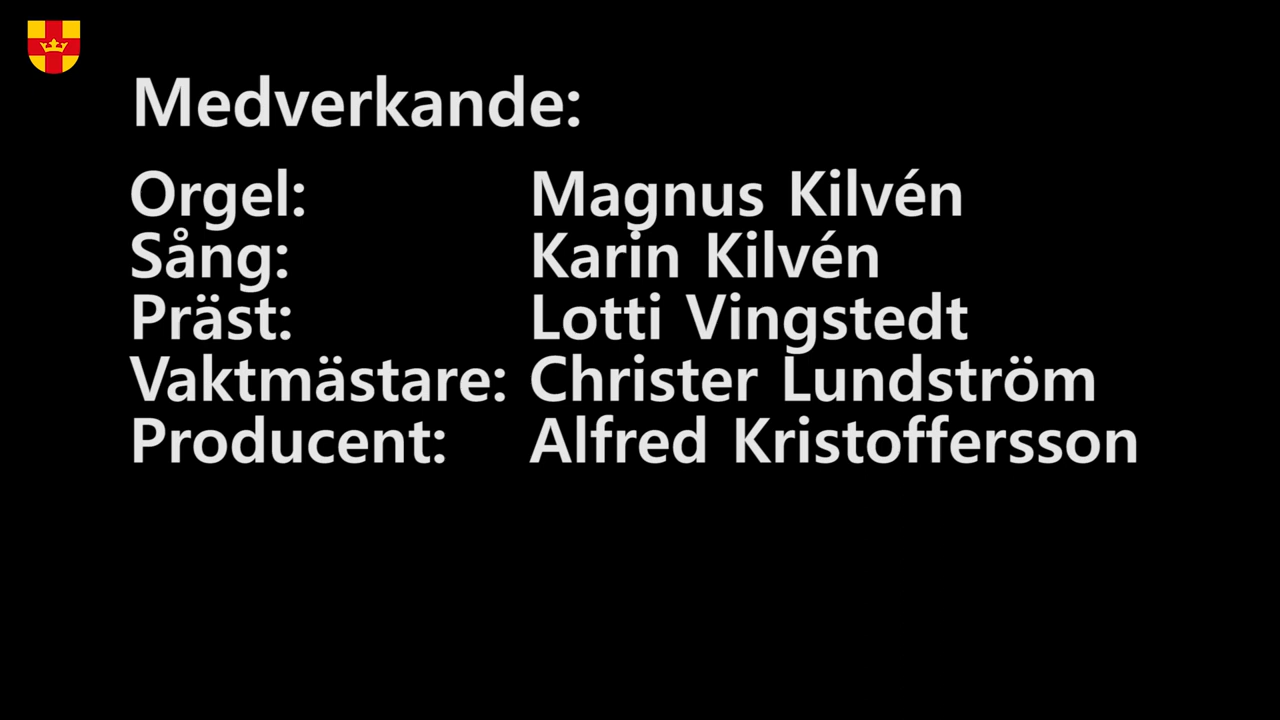 Medverkande:
Orgel: Magnus Kilvén
Sång: Karin Kilvén
Präst: Lotti Vingstedt
Vaktmästare: Christer Lundström
Producent: Alfred Kristoffersson